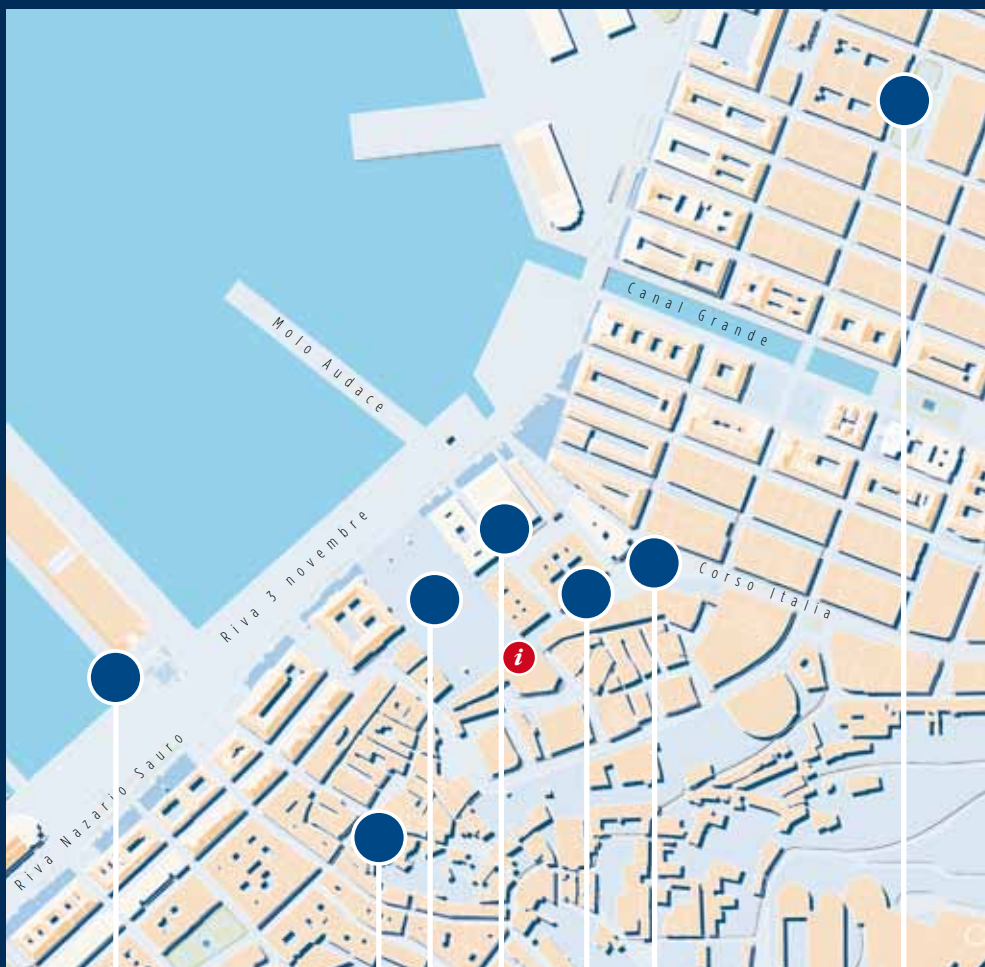 Canal Grande
Molo Audace
Riva 3 novembre
Corso Italia
i
Riva Nazario Sauro